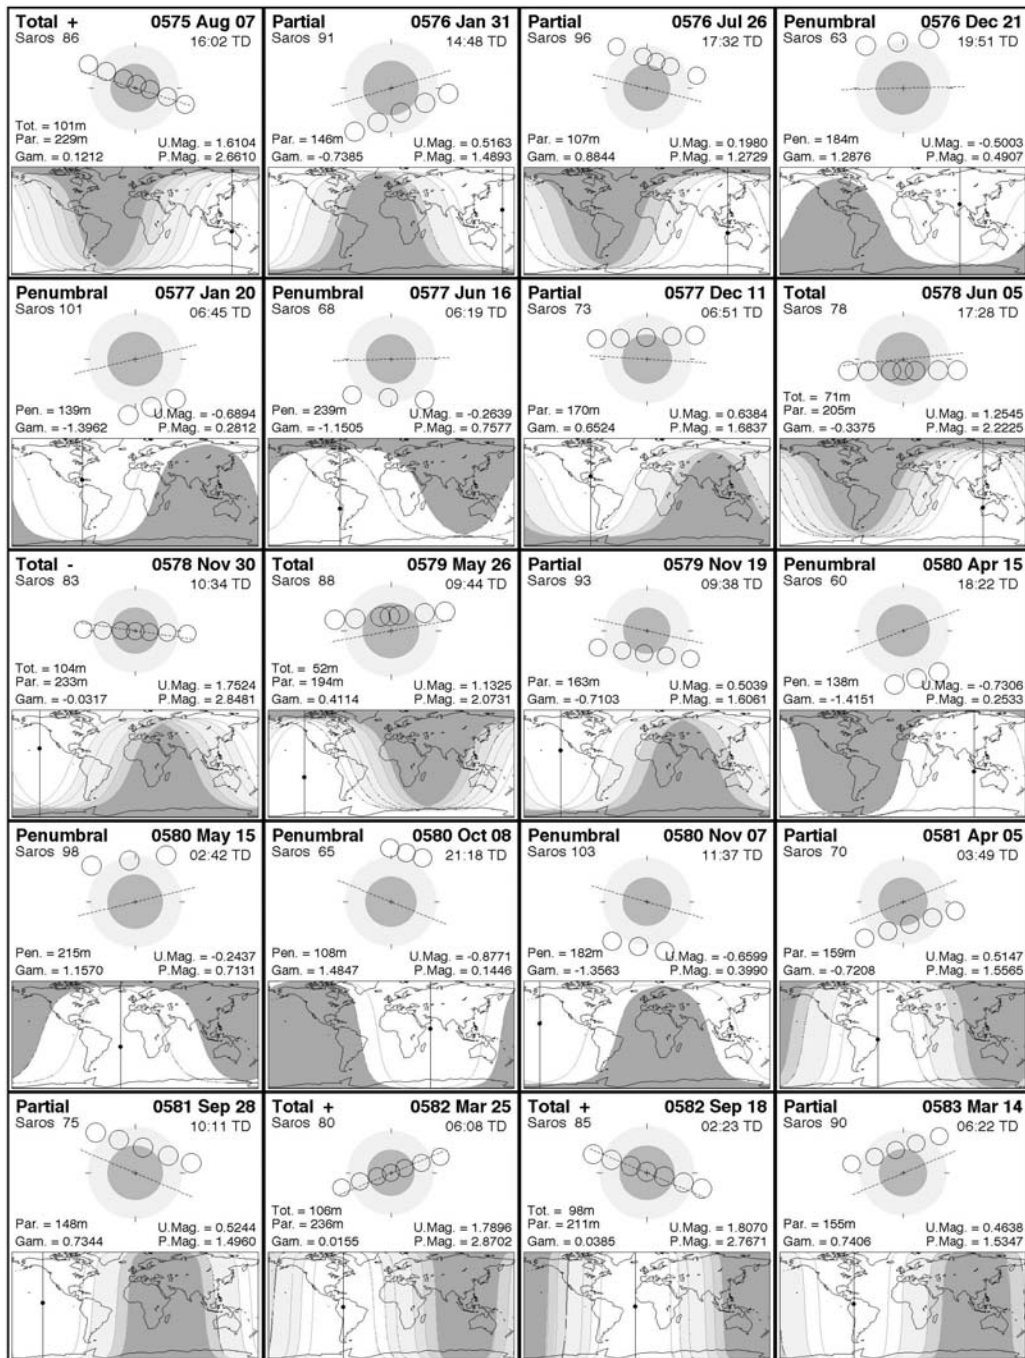 Total + 0575 Aug 07
Saros 86 16:02 TD
Tot. = 101m
Par. = 229m U.Mag. = 1.6104
Gam. = 0.1212 P.Mag. = 2.6610
Partial 0576 Jan 31
Saros 91 14:48 TD
Par. = 146m U.Mag. = 0.5163
Gam. = -0.7385 P.Mag. = 1.4893
Partial 0576 Jul 26
Saros 96 17:32 TD
Par. = 107m U.Mag. = 0.1980
Gam. = 0.8844 P.Mag. = 1.2729
Penumbral 0576 Dec 21
Saros 63 19:51 TD
Pen. = 184m U.Mag. = -0.5003
Gam. = 1.2876 P.Mag. = 0.4907
Penumbral 0577 Jan 20
Saros 101 06:45 TD
Pen. = 139m U.Mag. = -0.6894
Gam. = -1.3962 P.Mag. = 0.2812
Penumbral 0577 Jun 16
Saros 68 06:19 TD
Pen. = 239m U.Mag. = -0.2639
Gam. = -1.1505 P.Mag. = 0.7577
Partial 0577 Dec 11
Saros 73 06:51 TD
Par. = 170m U.Mag. = 0.6384
Gam. = 0.6524 P.Mag. = 1.6837
Total 0578 Jun 05
Saros 78 17:28 TD
Tot. = 71m
Par. = 205m U.Mag. = 1.2545
Gam. = -0.3375 P.Mag. = 2.2225
Total - 0578 Nov 30
Saros 83 10:34 TD
Tot. = 104m
Par. = 233m U.Mag. = 1.7524
Gam. = -0.0317 P.Mag. = 2.8481
Total 0579 May 26
Saros 88 09:44 TD
Tot. = 52m
Par. = 194m U.Mag. = 1.1325
Gam. = 0.4114 P.Mag. = 2.0731
Partial 0579 Nov 19
Saros 93 09:38 TD
Par. = 163m U.Mag. = 0.5039
Gam. = -0.7103 P.Mag. = 1.6061
Penumbral 0580 Apr 15
Saros 60 18:22 TD
Pen. = 138m U.Mag. = -0.7306
Gam. = -1.4151 P.Mag. = 0.2533
Penumbral 0580 May 15
Saros 98 02:42 TD
Pen. = 215m U.Mag. = -0.2437
Gam. = 1.1570 P.Mag. = 0.7131
Penumbral 0580 Oct 08
Saros 65 21:18 TD
Pen. = 108m U.Mag. = -0.8771
Gam. = 1.4847 P.Mag. = 0.1446
Penumbral 0580 Nov 07
Saros 103 11:37 TD
Pen. = 182m U.Mag. = -0.6599
Gam. = -1.3563 P.Mag. = 0.3990
Partial 0581 Apr 05
Saros 70 03:49 TD
Par. = 159m U.Mag. = 0.5147
Gam. = -0.7208 P.Mag. = 1.5565
Partial 0581 Sep 28
Saros 75 10:11 TD
Par. = 148m U.Mag. = 0.5244
Gam. = 0.7344 P.Mag. = 1.4960
Total + 0582 Mar 25
Saros 80 06:08 TD
Tot. = 106m
Par. = 236m U.Mag. = 1.7896
Gam. = 0.0155 P.Mag. = 2.8702
Total + 0582 Sep 18
Saros 85 02:23 TD
Tot. = 98m
Par. = 211m U.Mag. = 1.8070
Gam. = 0.0385 P.Mag. = 2.7671
Partial 0583 Mar 14
Saros 90 06:22 TD
Par. = 155m U.Mag. = 0.4638
Gam. = 0.7406 P.Mag. = 1.5347